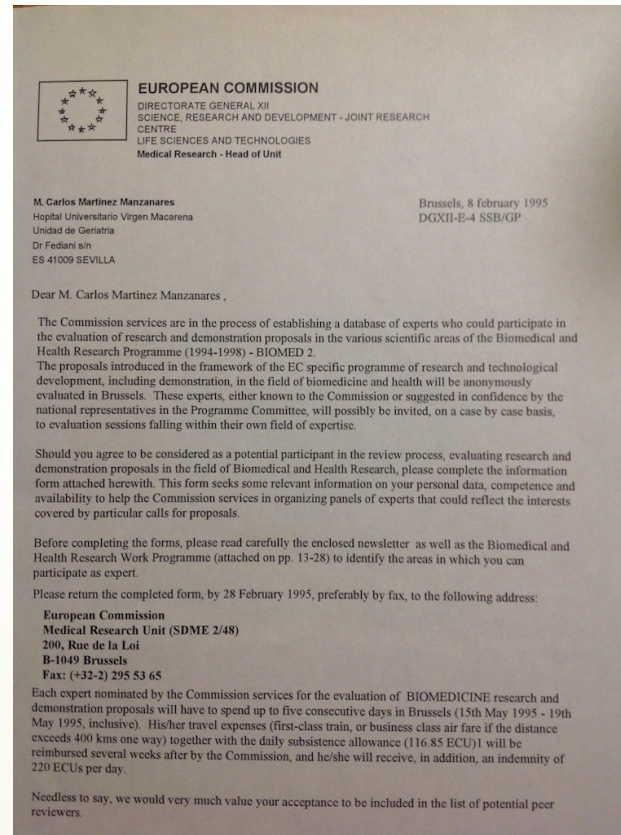 EUROPEAN COMMISSION
DIRECTORATE GENERAL XII
SCIENCE, RESEARCH AND DEVELOPMENT - JOINT RESEARCH
CENTRE
LIFE SCIENCES AND TECHNOLOGIES
Medical Research - Head of Unit
M. Carlos Martinez Manzanares
Hopital Universitario Virgen Macarena
Unidad de Geriatria
Dr Fediani s/n
ES 41009 SEVILLA
Brussels, 8 february 1995
DGXII-E-4 SSB/GP
Dear M. Carlos Martinez Manzanares ,
The Commission services are in the process of establishing a database of experts who could participate in
the evaluation of research and demonstration proposals in the various scientific areas of the Biomedical and
Health Research Programme (1994-1998) - BIOMED 2.
The proposals introduced in the framework of the EC specific programme of research and technological
development, including demonstration, in the field of biomedicine and health will be anonymously
evaluated in Brussels. These experts, either known to the Commission or suggested in confidence by the
national representatives in the Programme Committee, will possibly be invited, on a case by case basis,
to evaluation sessions falling within their own field of expertise.
Should you agree to be considered as a potential participant in the review process, evaluating research and
demonstration proposals in the field of Biomedical and Health Research, please complete the information
form attached herewith. This form seeks some relevant information on your personal data, competence and
availability to help the Commission services in organizing panels of experts that could reflect the interests
covered by particular calls for proposals.
Before completing the forms, please read carefully the enclosed newsletter as well as the Biomedical and
Health Research Work Programme (attached on pp. 13-28) to identify the areas in which you can
participate as expert.
Please return the completed form, by 28 February 1995, preferably by fax, to the following address:
European Commission
Medical Research Unit (SDME 2/48)
200, Rue de la Loi
B-1049 Brussels
Fax: (+32-2) 295 53 65
Each expert nominated by the Commission services for the evaluation of BIOMEDICINE research and
demonstration proposals will have to spend up to five consecutive days in Brussels (15th May 1995 - 19th
May 1995, inclusive). His/her travel expenses (first-class train, or business class air fare if the distance
exceeds 400 kms one way) together with the daily subsistence allowance (116.85 ECU)1 will be
reimbursed several weeks after by the Commission, and he/she will receive, in addition, an indemnity of
220 ECUs per day.
Needless to say, we would very much value your acceptance to be included in the list of potential peer
reviewers.